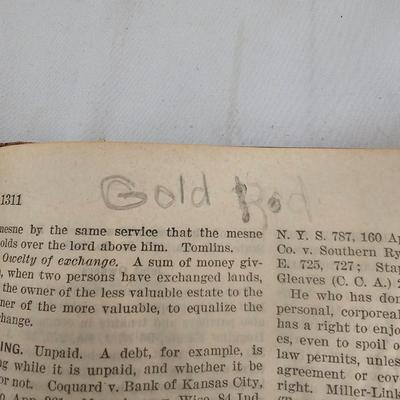 Gold Rod
1311
mesne by the same service that the mesne
olds over the lord above him. Tomlins.
Owelty of exchange. A sum of money giv-
, when two persons have exchanged lands,
the owner of the less valuable estate to the
ner of the more valuable, to equalize the
change.
ING. Unpaid. A debt, for example, is
g while it is unpaid, and whether it be
or not. Coquard v. Bank of Kansas City,
N. Y. S. 787, 160 Ap
Co. v. Southern Ry
E. 725, 727; Stap
Gleaves (C. C. A.) 2
He who has don
personal, corporeal
has a right to enjo
es, even to spoil o
law permits, unles
agreement or cov
right. Miller-Link